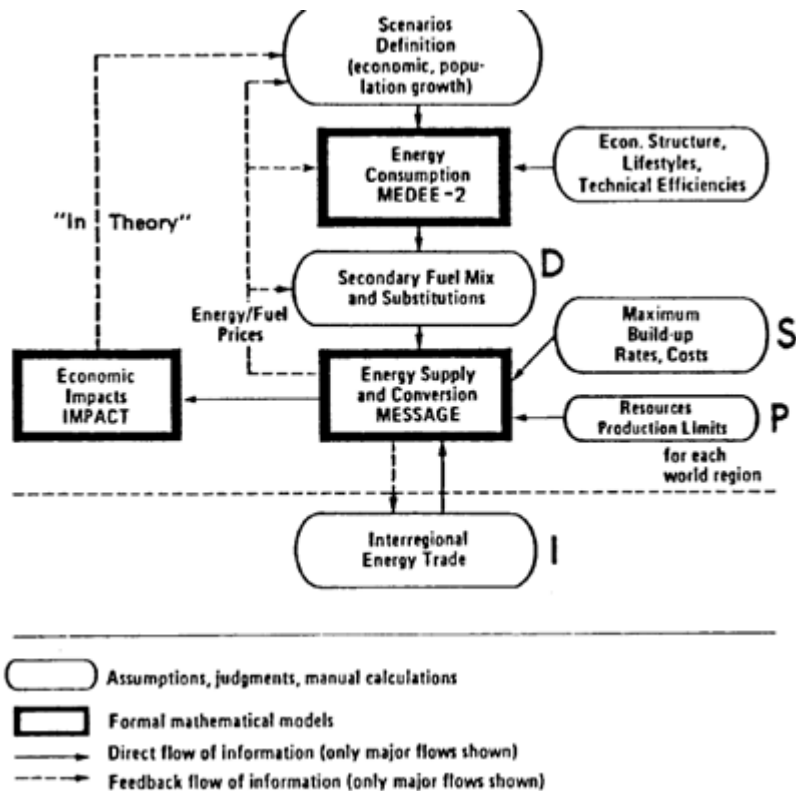 Scenarios
Definition
(economic, popu-
lation growth)
Energy
Consumption
MEDEE-2
Econ. Structure,
Lifestyles,
Technical Efficiencies
"In Theory"
D
Secondary Fuel Mix
and Substitutions
Energy/Fuel
Prices
Maximum
Build-up
Rates, Costs
S
Economic
Impacts
IMPACT
Energy Supply
and Conversion
MESSAGE
Resources
Production Limits
P
for each
world region
Interregional
Energy Trade
I
Assumptions, judgments, manual calculations
Formal mathematical models
Direct flow of information (only major flows shown)
Feedback flow of information (only major flows shown)